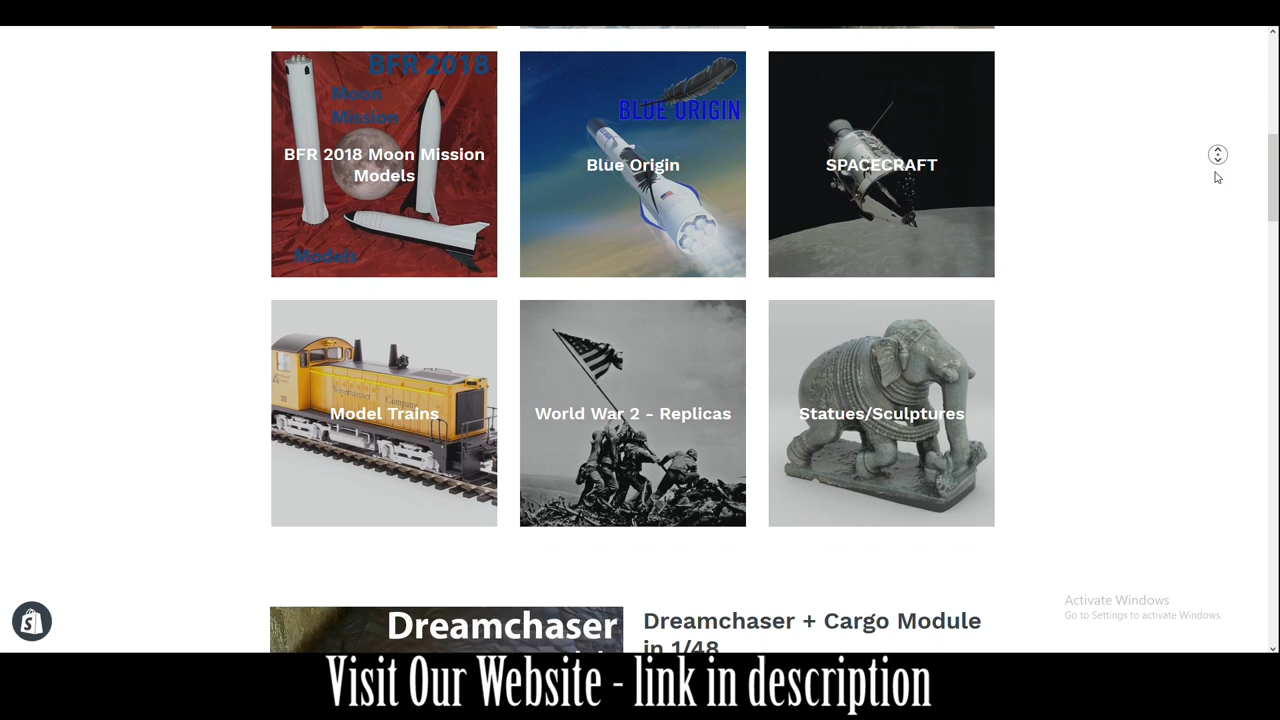 BFR 2018
Moon
Mission
BFR 2018 Moon Mission
Models
Models
BLUE ORIGIN
Blue Origin
SPACECRAFT
Model Trains
World War 2 - Replicas
Statues/Sculptures
Dreamchaser
Dreamchaser + Cargo Module
in 1/48
Activate Windows
Go to Settings to activate Windows.
Visit Our Website - link in description